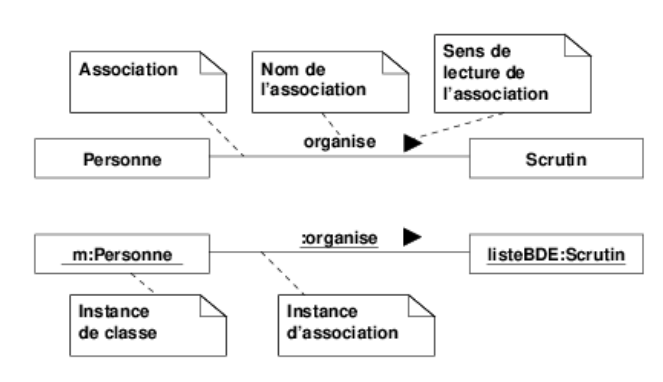 Association
Nom de
l'association
Sens de
lecture de
l'association
organise
Personne
Scrutin
:organise
m:Personne
listeBDE:Scrutin
Instance
de classe
Instance
d'association